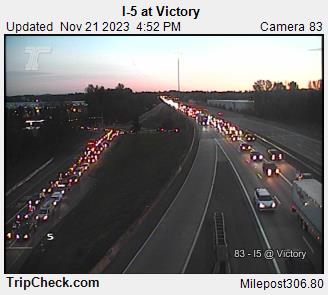 I-5 at Victory
Updated Nov 21 2023 4:52 PM Camera 83
S
83 - I5 @ Victory
TripCheck.com Milepost306.80